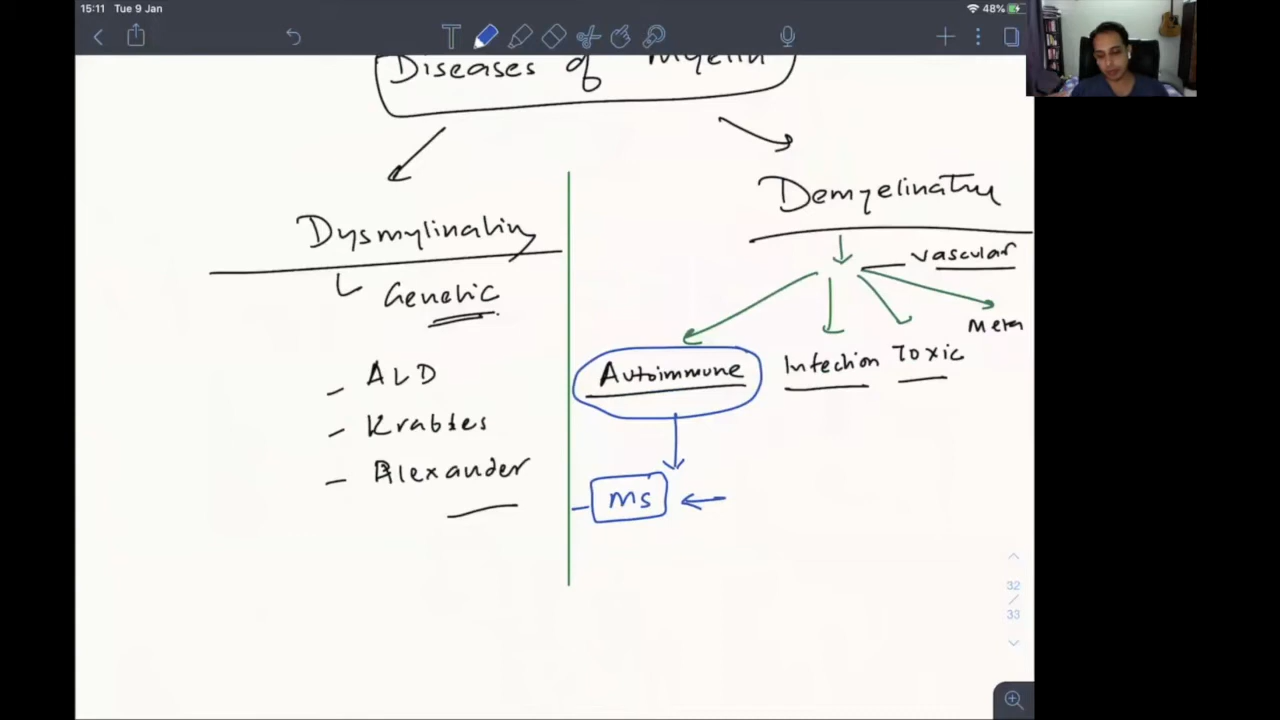 15:11 Tue 9 Jan
48%
Diseases of myelin
Dysmylinating
Genetic
- ALD
- Krabbes
- Alexander
Demyelinating
vascular
Autoimmune
Infection
Toxic
Meta
MS
32
/
33